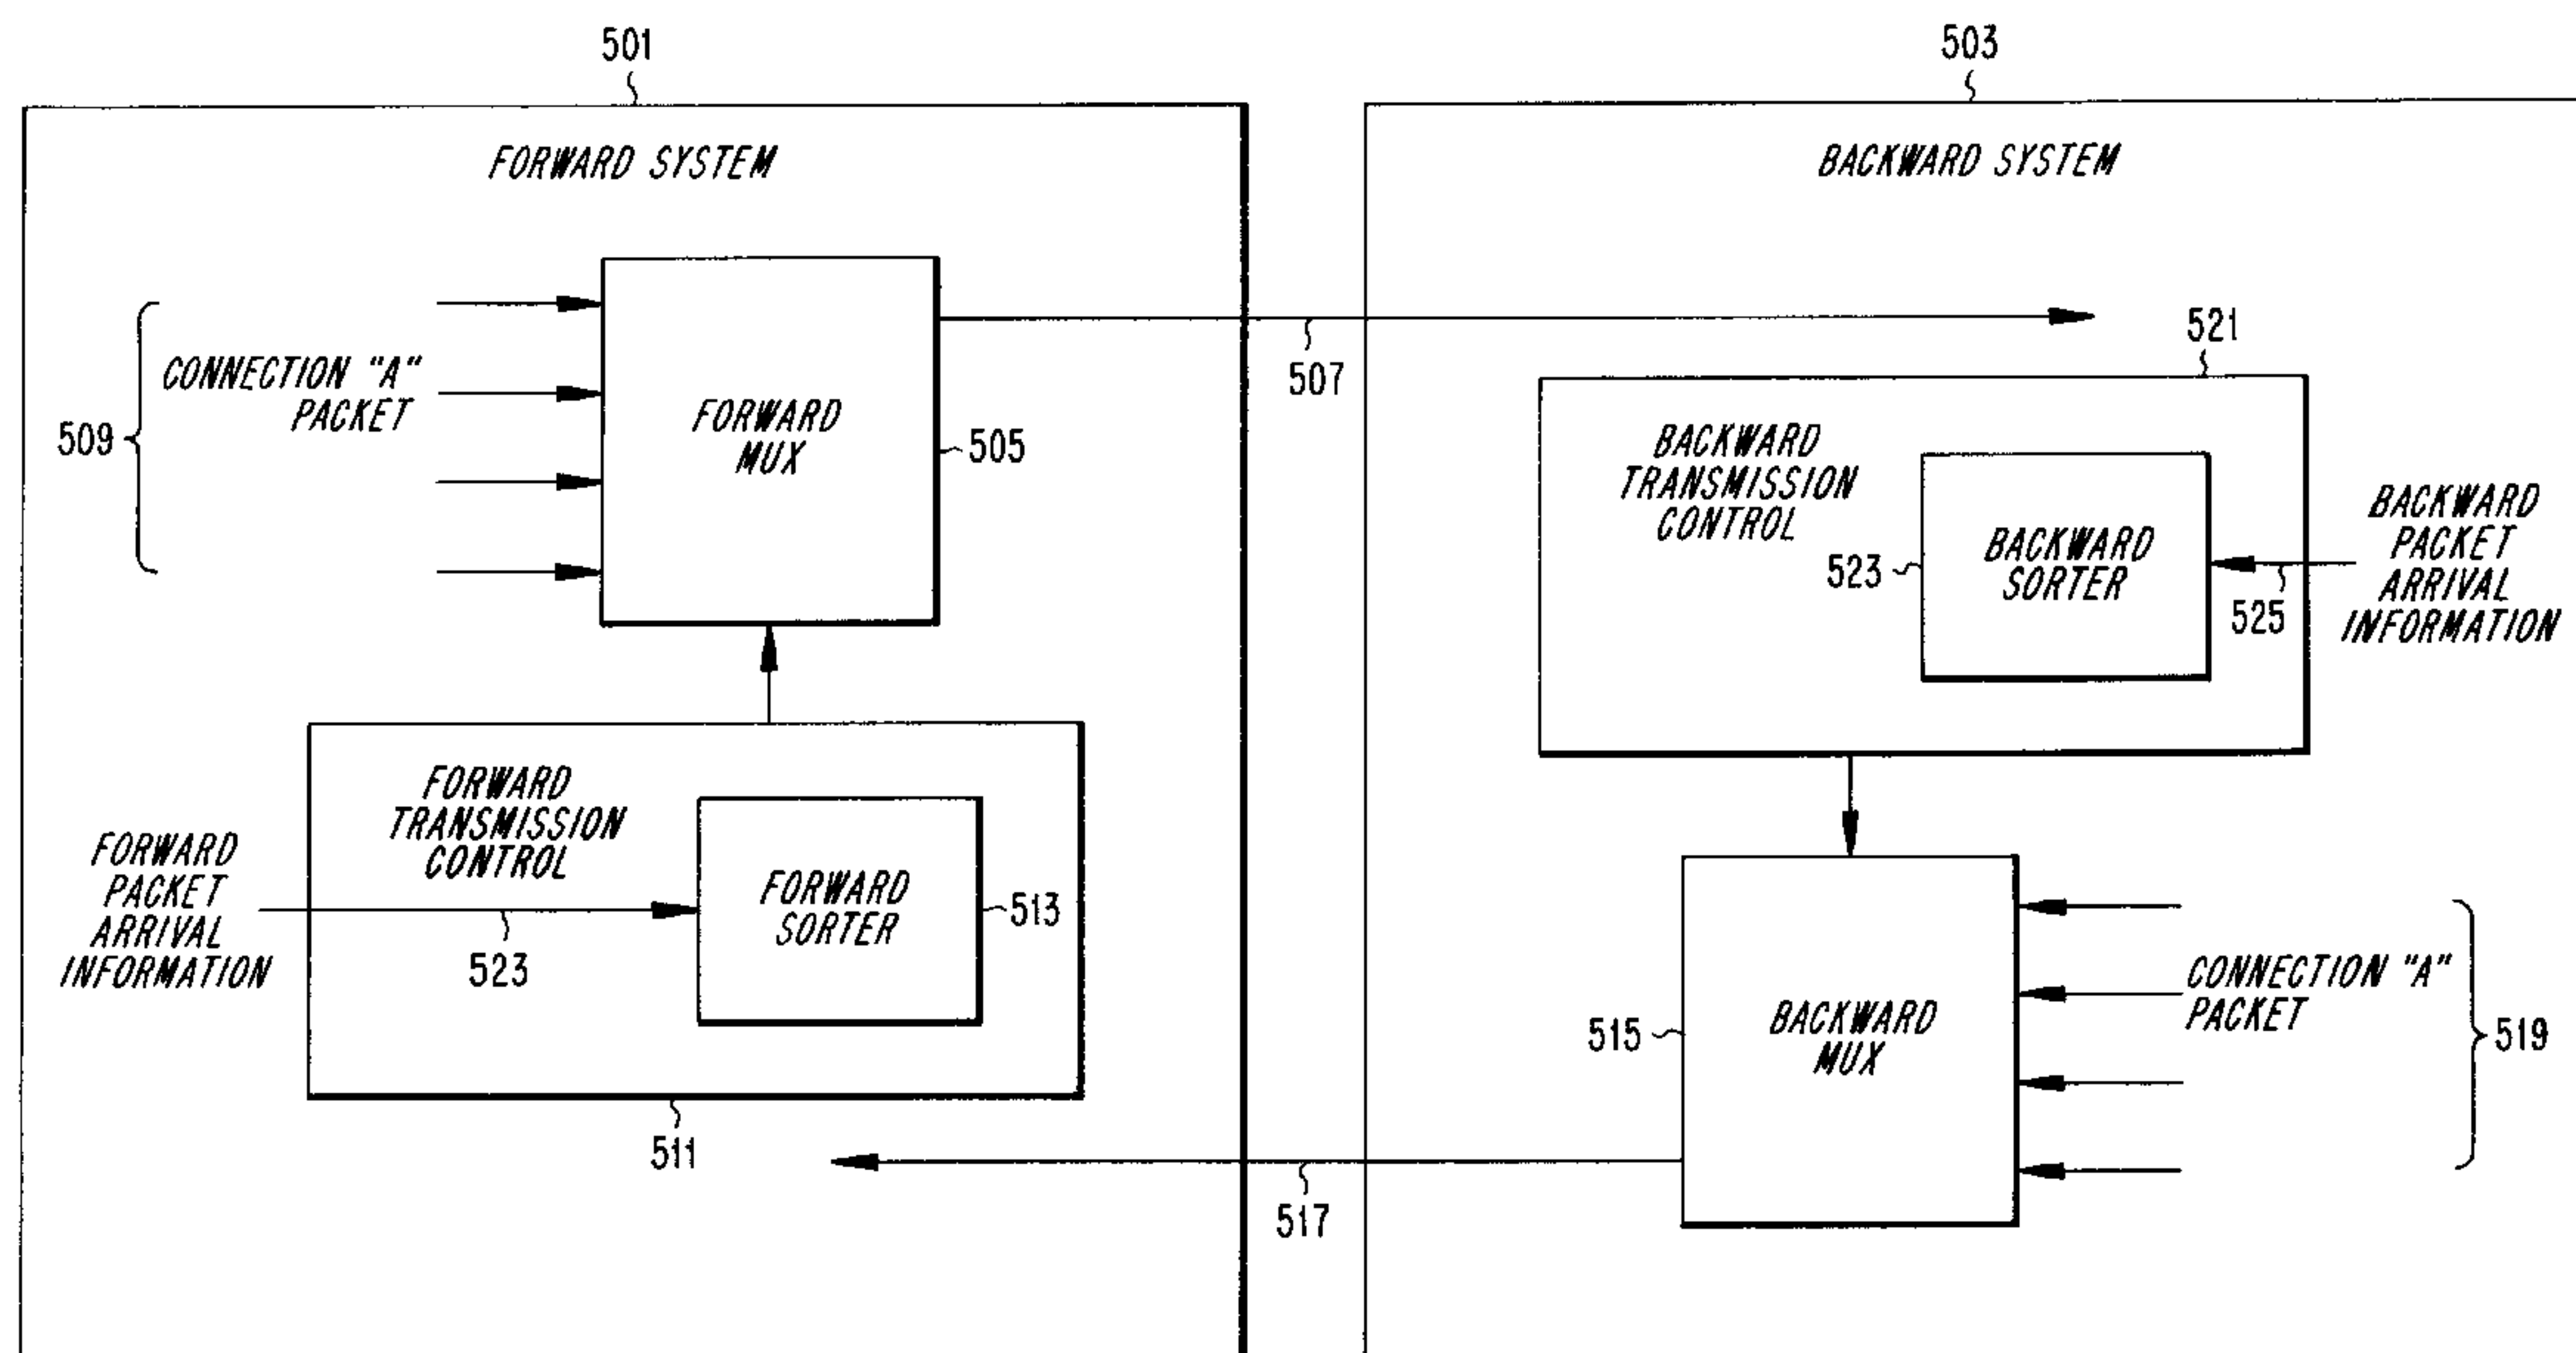 501
503
FORWARD SYSTEM
BACKWARD SYSTEM
509
CONNECTION "A"
PACKET
FORWARD
MUX
505
507
521
BACKWARD
TRANSMISSION
CONTROL
523
BACKWARD
SORTER
525
BACKWARD
PACKET
ARRIVAL
INFORMATION
FORWARD
PACKET
ARRIVAL
INFORMATION
523
FORWARD
TRANSMISSION
CONTROL
FORWARD
SORTER
513
511
515
BACKWARD
MUX
CONNECTION "A"
PACKET
519
517